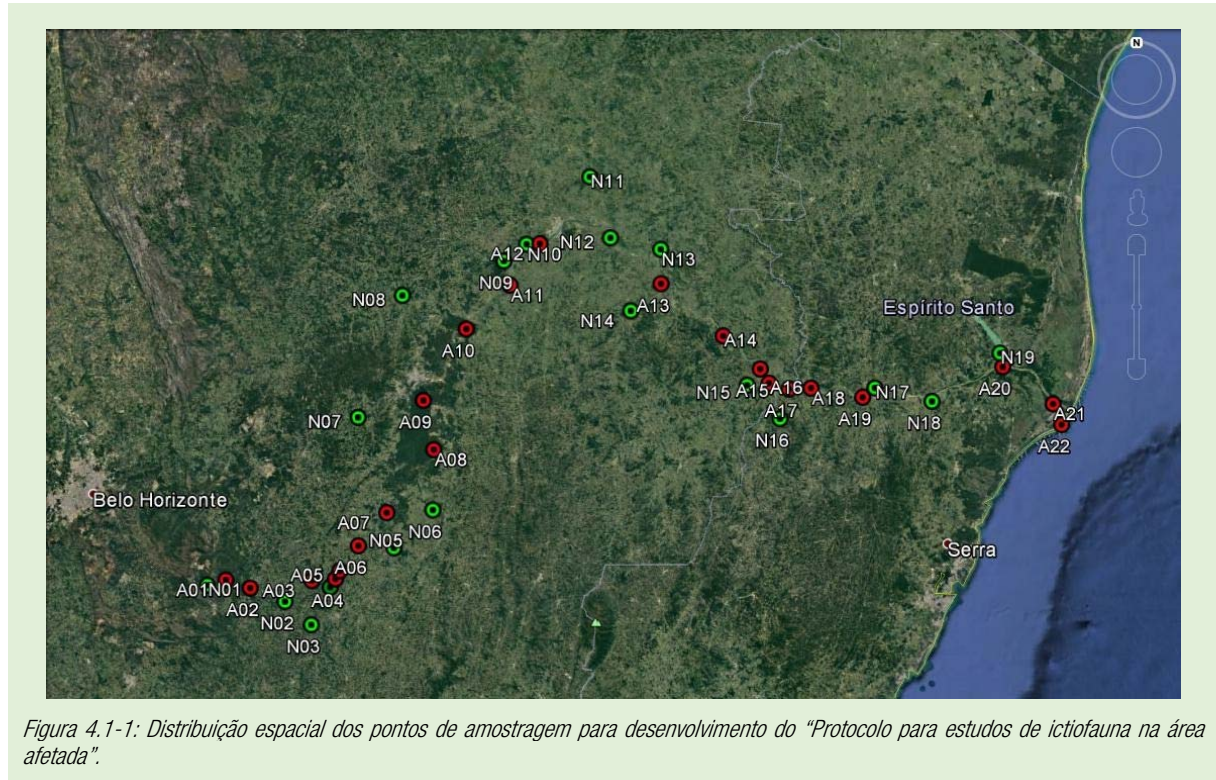 N
N11
A12
N10
N12
N13
N09
A11
N08
N14
A13
Espírito Santo
A10
A14
N19
N15
A15
A16
A18
N17
A20
A09
N07
A17
A19
N18
A21
N16
A22
A08
Belo Horizonte
A07
N06
N05
Serra
A01
N01
A05
A06
A02
A03
A04
N02
N03
Figura 4.1-1: Distribuição espacial dos pontos de amostragem para desenvolvimento do “Protocolo para estudos de ictiofauna na área
afetada”.